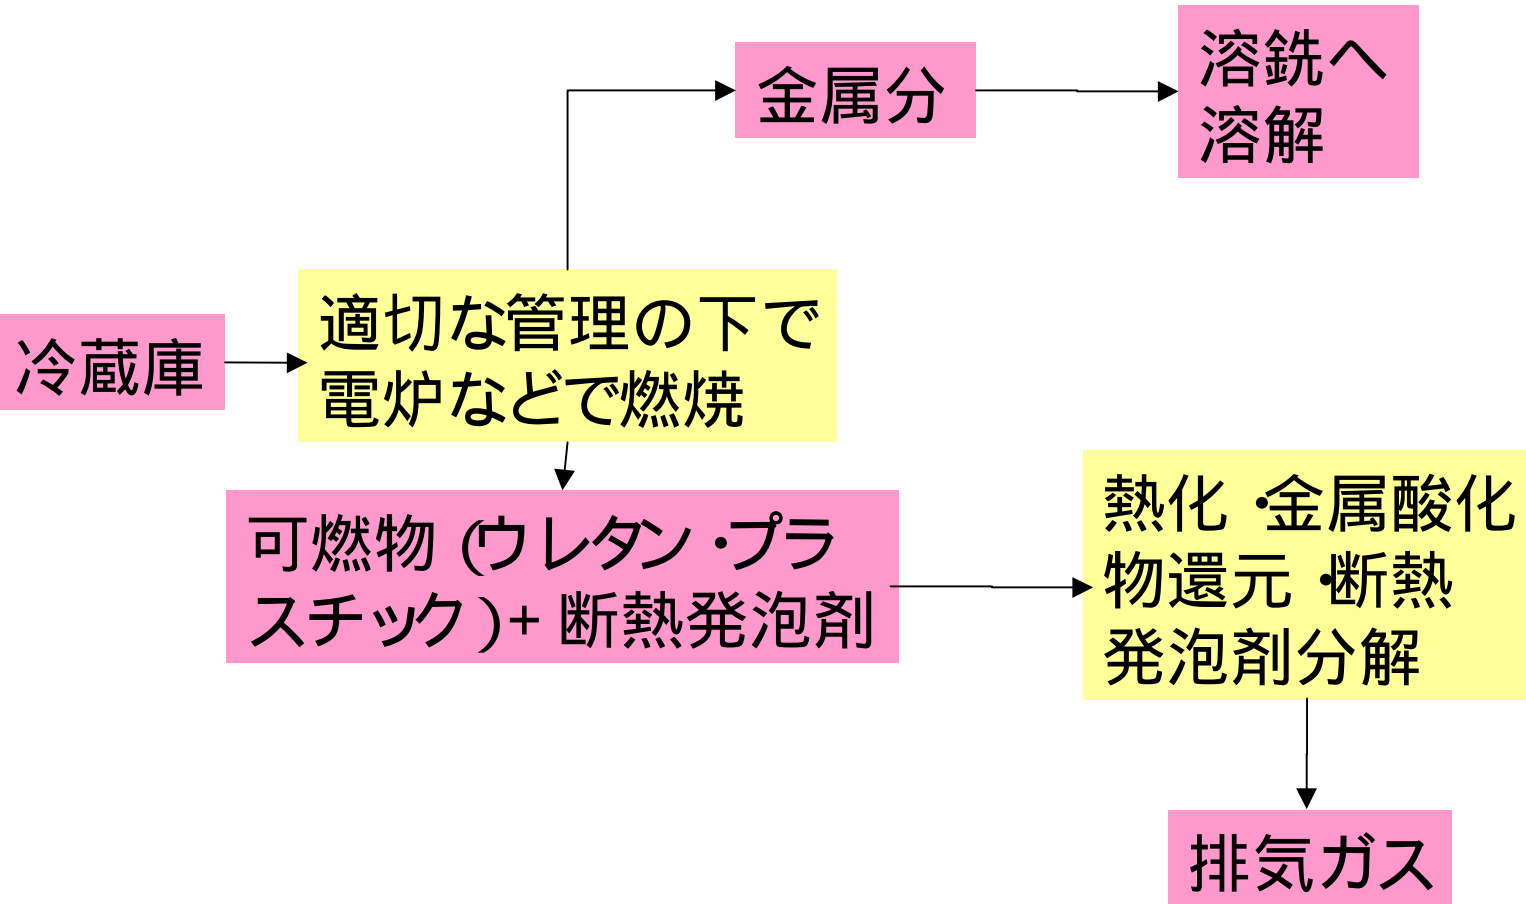 金属分
溶銑へ
溶解
冷蔵庫
適切な管理の下で
電炉などで燃焼
可燃物(ウレタン・プラ
スチック)+断熱発泡剤
熱化・金属酸化
物還元・断熱
発泡剤分解
排気ガス